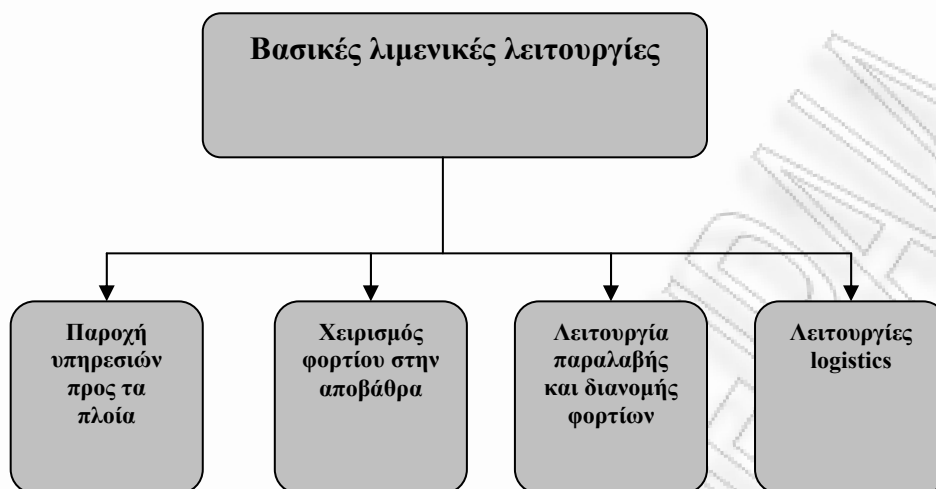 Βασικές λιμενικές λειτουργίες
Παροχή
υπηρεσιών
προς τα
πλοία
Χειρισμός
φορτίου στην
αποβάθρα
Λειτουργία
παραλαβής
και διανομής
φορτίων
Λειτουργίες
logistics